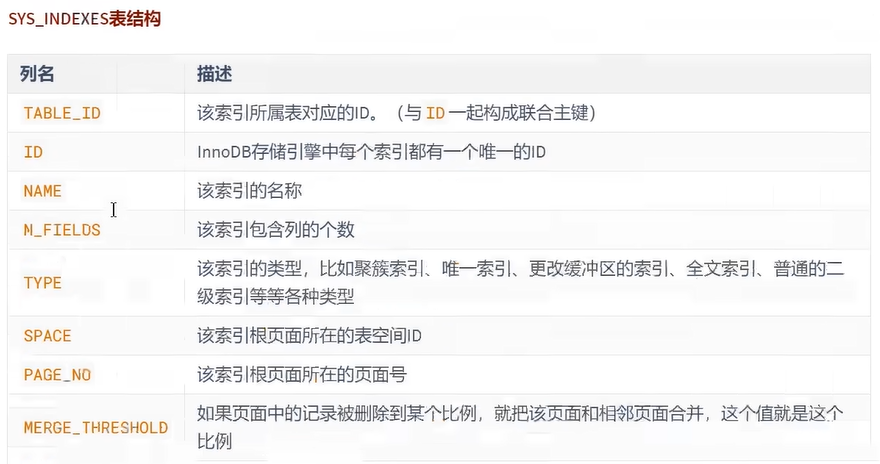 SYS_INDEXES表结构
列名 描述
TABLE_ID 该索引所属表对应的ID。（与 ID 一起构成联合主键）
ID InnoDB存储引擎中每个索引都有一个唯一的ID
NAME 该索引的名称
N_FIELDS 该索引包含列的个数
TYPE 该索引的类型，比如聚簇索引、唯一索引、更改缓冲区的索引、全文索引、普通的二
级索引等等各种类型
SPACE 该索引根页面所在的表空间ID
PAGE_NO 该索引根页面所在的页面号
MERGE_THRESHOLD 如果页面中的记录被删除到某个比例，就把该页面和相邻页面合并，这个值就是这个
比例